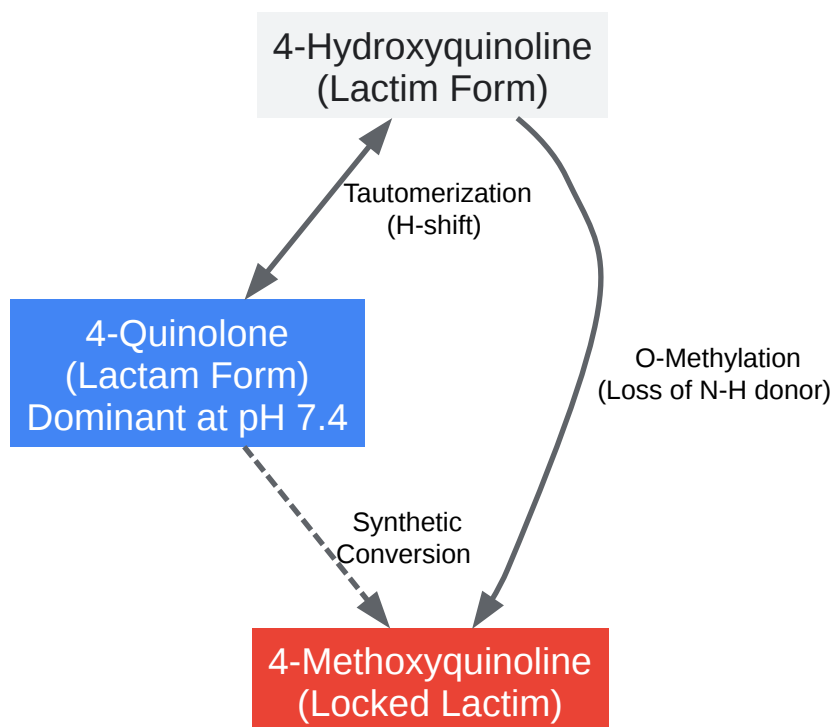 4-Hydroxyquinoline
(Lactim Form)
Tautomerization
(H-shift)
4-Quinolone
(Lactam Form)
Dominant at pH 7.4
O-Methylation
(Loss of N-H donor)
Synthetic
Conversion
4-Methoxyquinoline
(Locked Lactim)